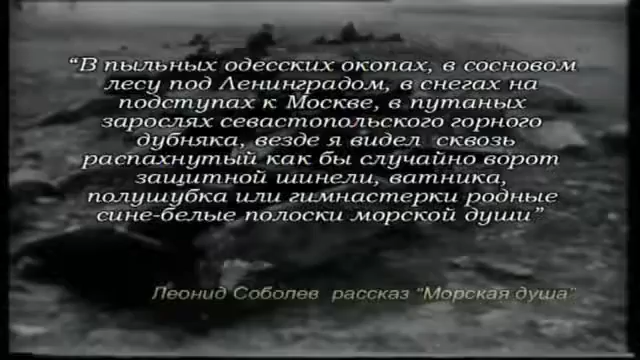 “В пыльных одесских окопах, в сосновом
лесу под Ленинградом, в снегах на
подступах к Москве, в путаных
зарослях севастопольского горного
дубняка, везде я видел сквозь
распахнутый как бы случайно ворот
защитной шинели, ватника,
полушубка или гимнастерки родные
сине-белые полоски морской души”
Леонид Соболев рассказ “Морская душа”